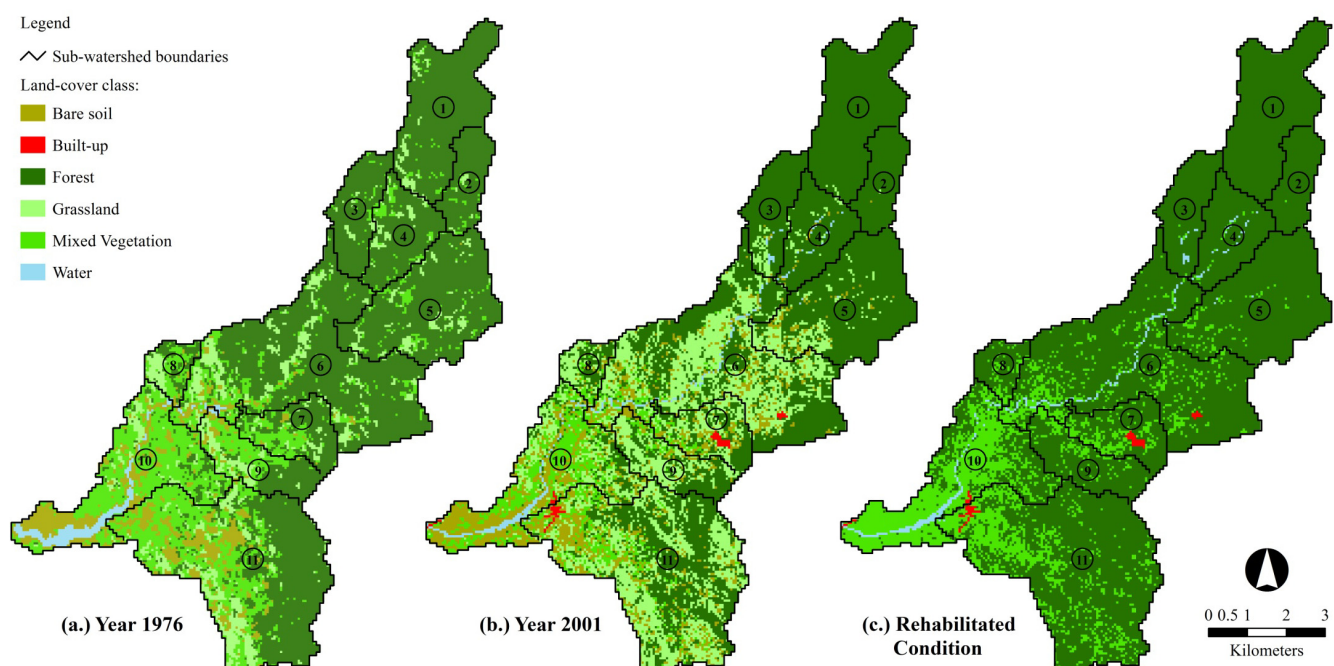 Legend
Sub-watershed boundaries
Land-cover class:
Bare soil
Built-up
Forest
Grassland
Mixed Vegetation
Water
1
2
3
4
5
6
7
8
9
10
11
(a.) Year 1976
1
2
3
4
5
6
7
8
9
10
11
(b.) Year 2001
1
2
3
4
5
6
7
8
9
10
11
(c.) Rehabilitated
Condition
0 0.5 1 2 3
Kilometers